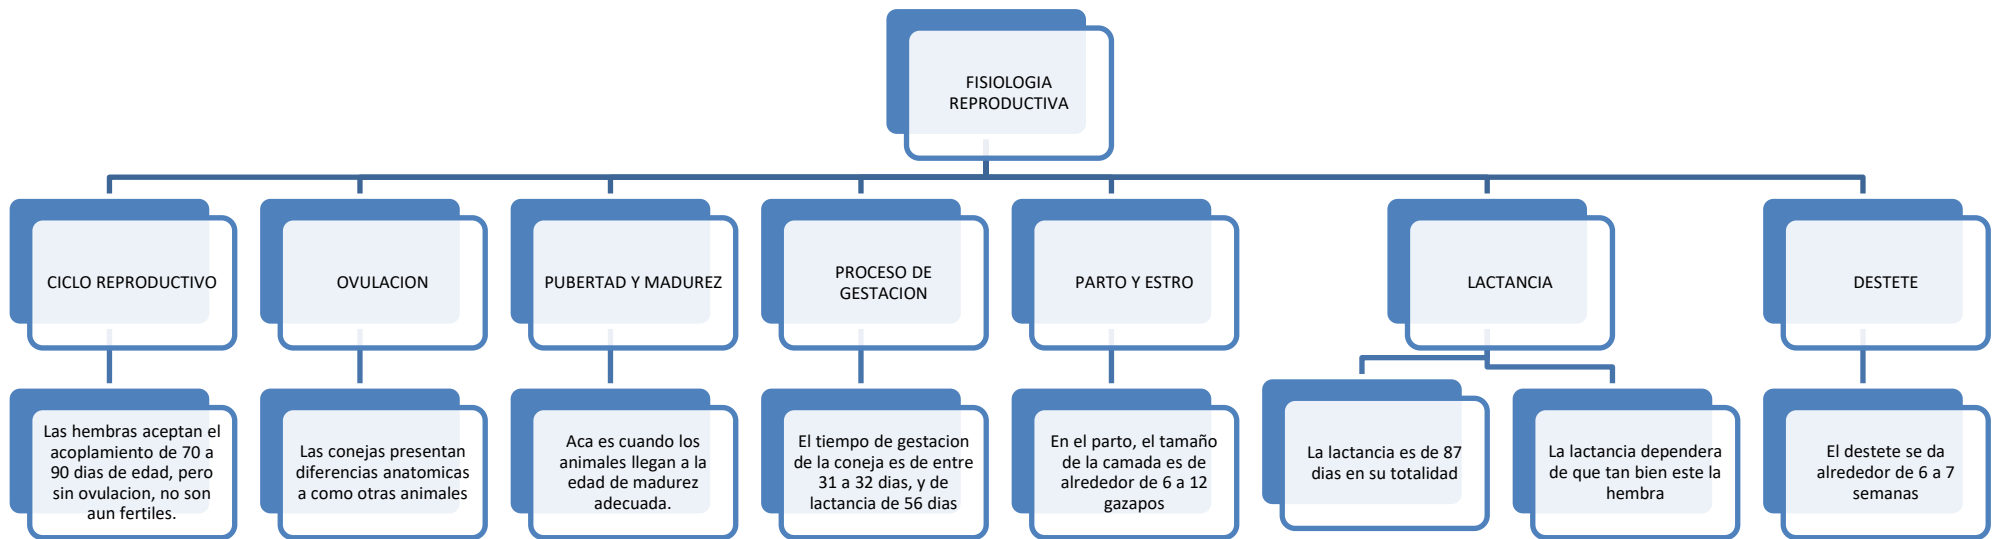 FISIOLOGIA
REPRODUCTIVA
CICLO REPRODUCTIVO
OVULACION
PUBERTAD Y MADUREZ
PROCESO DE
GESTACION
PARTO Y ESTRO
LACTANCIA
DESTETE
Las hembras aceptan el
acoplamiento de 70 a
90 dias de edad, pero
sin ovulacion, no son
aun fertiles.
Las conejas presentan
diferencias anatomicas
a como otras animales
Aca es cuando los
animales llegan a la
edad de madurez
adecuada.
El tiempo de gestacion
de la coneja es de entre
31 a 32 dias, y de
lactancia de 56 dias
En el parto, el tamaño
de la camada es de
alrededor de 6 a 12
gazapos
La lactancia es de 87
dias en su totalidad
La lactancia dependera
de que tan bien este la
hembra
El destete se da
alrededor de 6 a 7
semanas